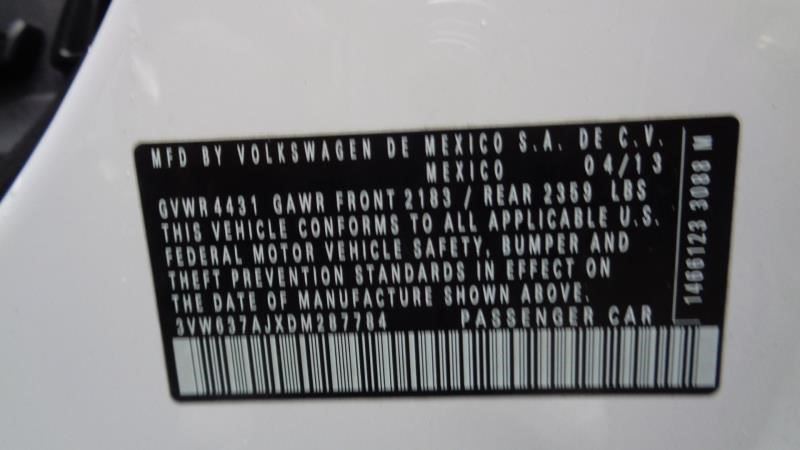 MFD BY VOLKSWAGEN DE MEXICO S.A. DE C.V.
MEXICO 04/13
GVWR4431 GAWR FRONT 2183 / REAR 2359 LBS
THIS VEHICLE CONFORMS TO ALL APPLICABLE U.S.
FEDERAL MOTOR VEHICLE SAFETY, BUMPER AND
THEFT PREVENTION STANDARDS IN EFFECT ON
THE DATE OF MANUFACTURE SHOWN ABOVE.
3VW637AJXDM287784 PASSENGER CAR
1466123 3088 M